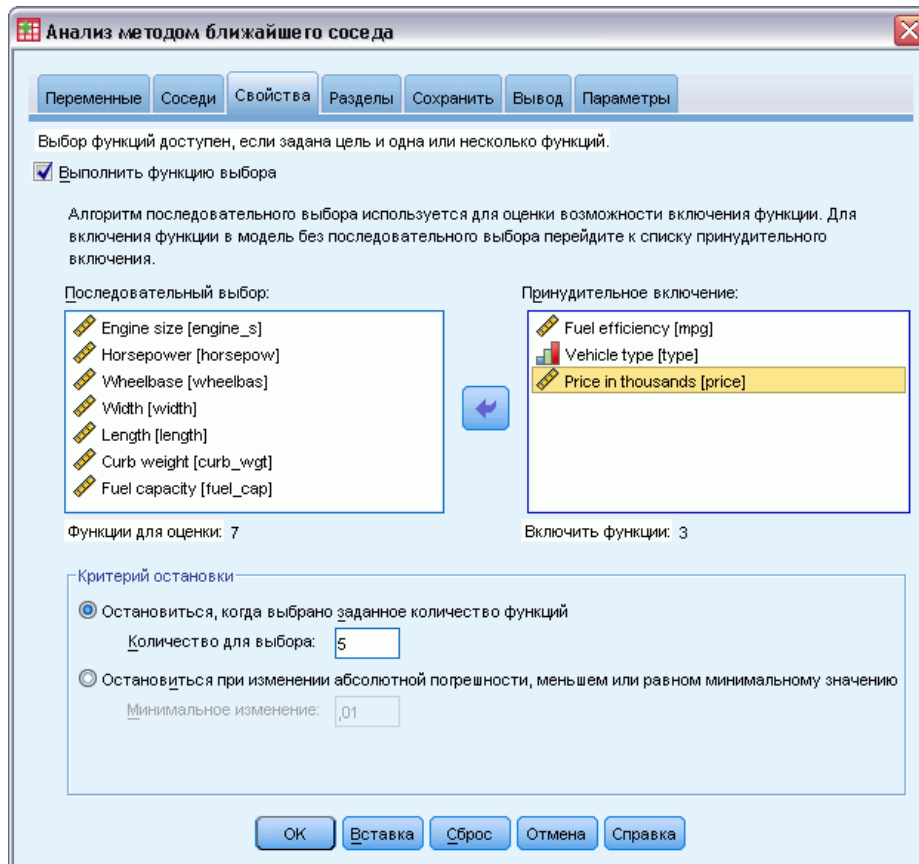 Анализ методом ближайшего соседа
Переменные Соседи Свойства Разделы Сохранить Вывод Параметры
Выбор функций доступен, если задана цель и одна или несколько функций.
Выполнить функцию выбора
Алгоритм последовательного выбора используется для оценки возможности включения функции. Для
включения функции в модель без последовательного выбора перейдите к списку принудительного
включения.
Последовательный выбор:
Engine size [engine_s]
Horsepower [horsepow]
Wheelbase [wheelbas]
Width [width]
Length [length]
Curb weight [curb_wgt]
Fuel capacity [fuel_cap]
Функции для оценки: 7
Принудительное включение:
Fuel efficiency [mpg]
Vehicle type [type]
Price in thousands [price]
Включить функции: 3
Критерий остановки
Остановиться, когда выбрано заданное количество функций
Количество для выбора: 5
Остановиться при изменении абсолютной погрешности, меньшем или равном минимальному значению
Минимальное изменение: ,01
OK Вставка Сброс Отмена Справка